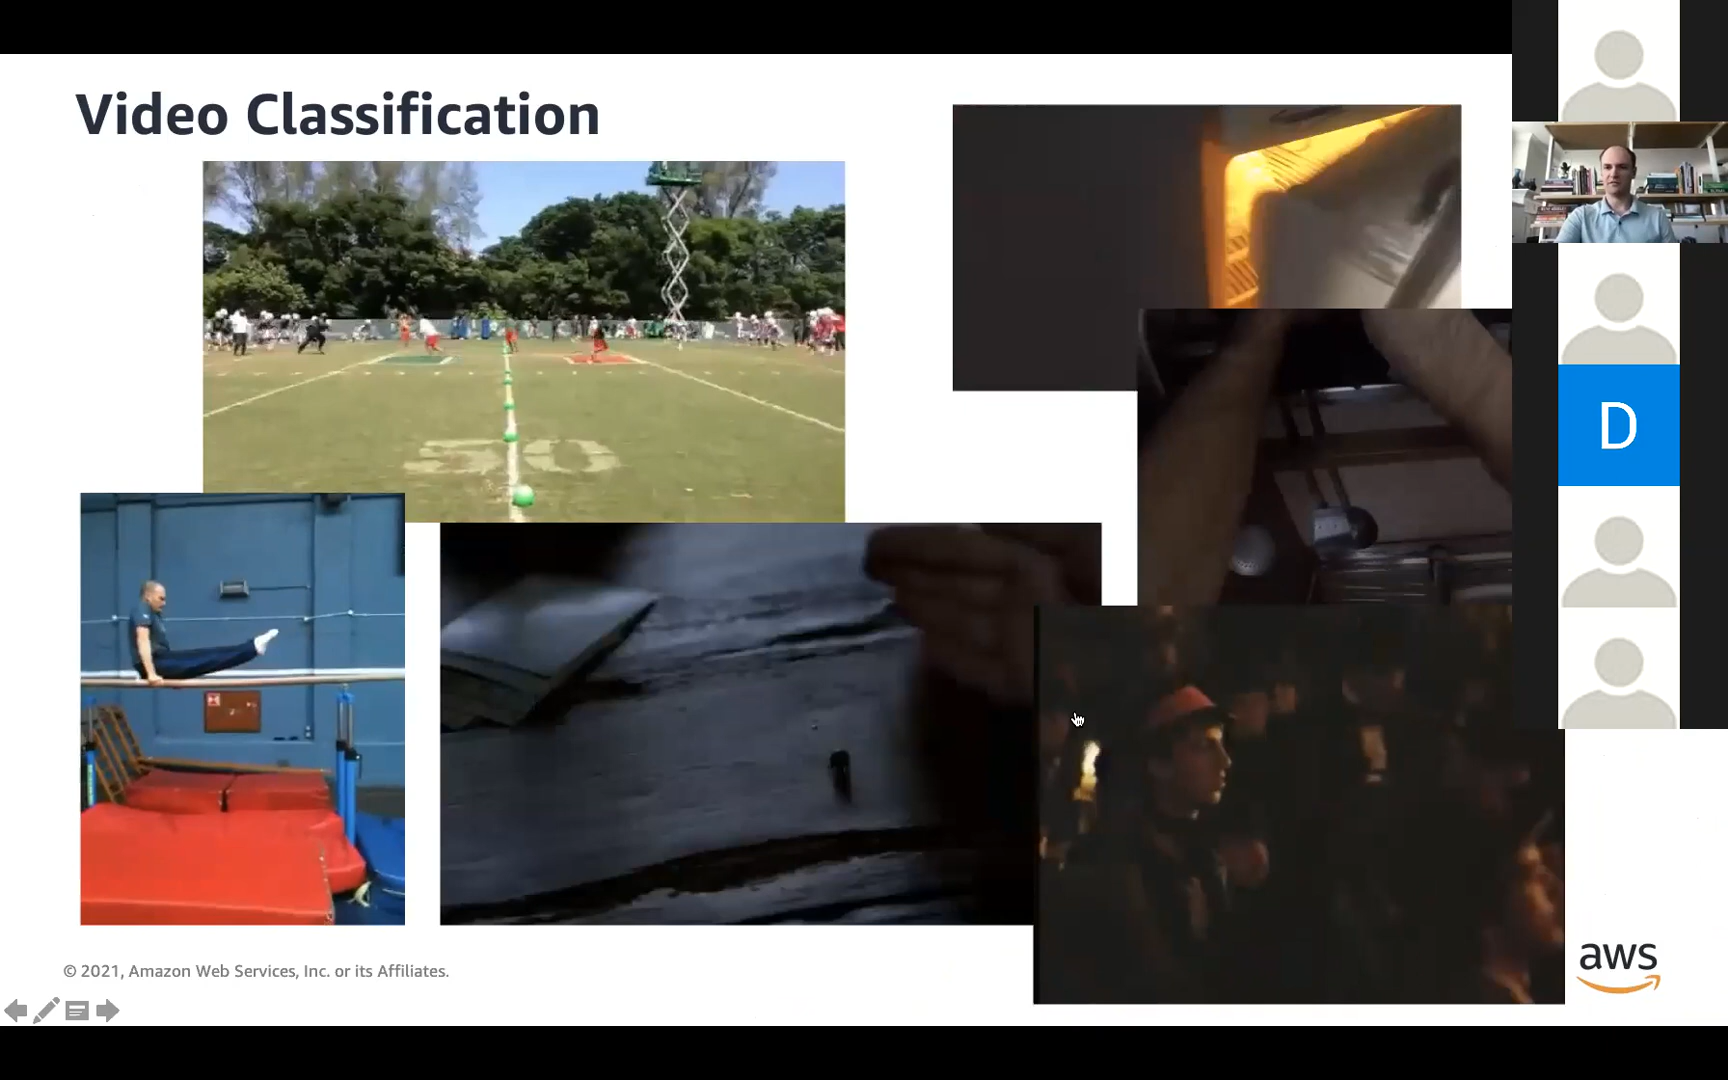 Video Classification
50
D
© 2021, Amazon Web Services, Inc. or its Affiliates.
aws